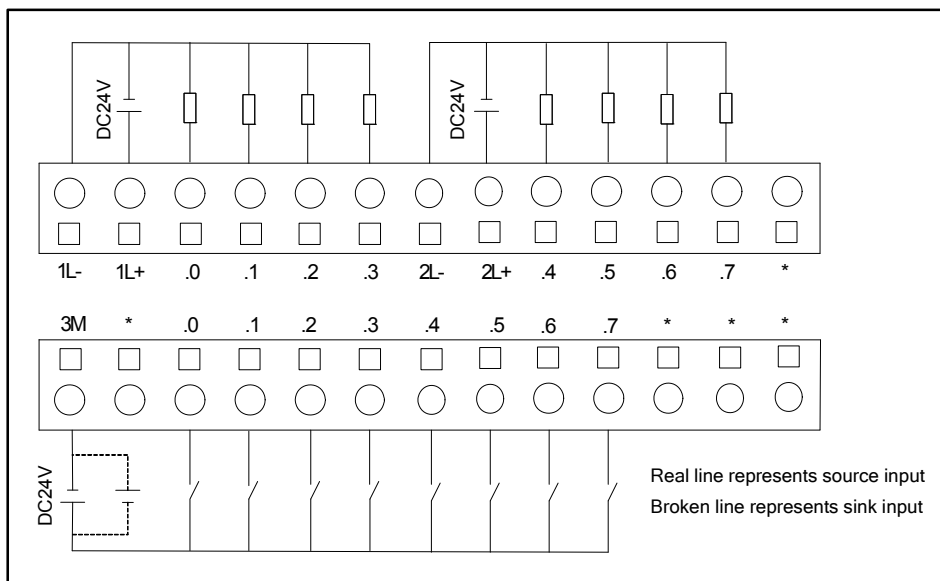 DC24V DC24V
1L- 1L+ .0 .1 .2 .3 2L- 2L+ .4 .5 .6 .7 *
3M * .0 .1 .2 .3 .4 .5 .6 .7 * * *
DC24V
Real line represents source input
Broken line represents sink input